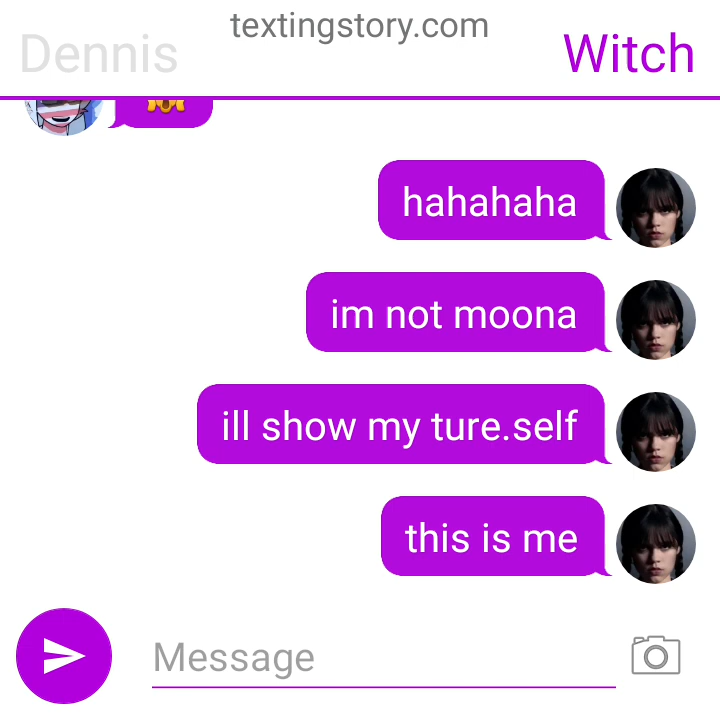 textingstory.com
Dennis
Witch
hahahaha
im not moona
ill show my ture.self
this is me
Message